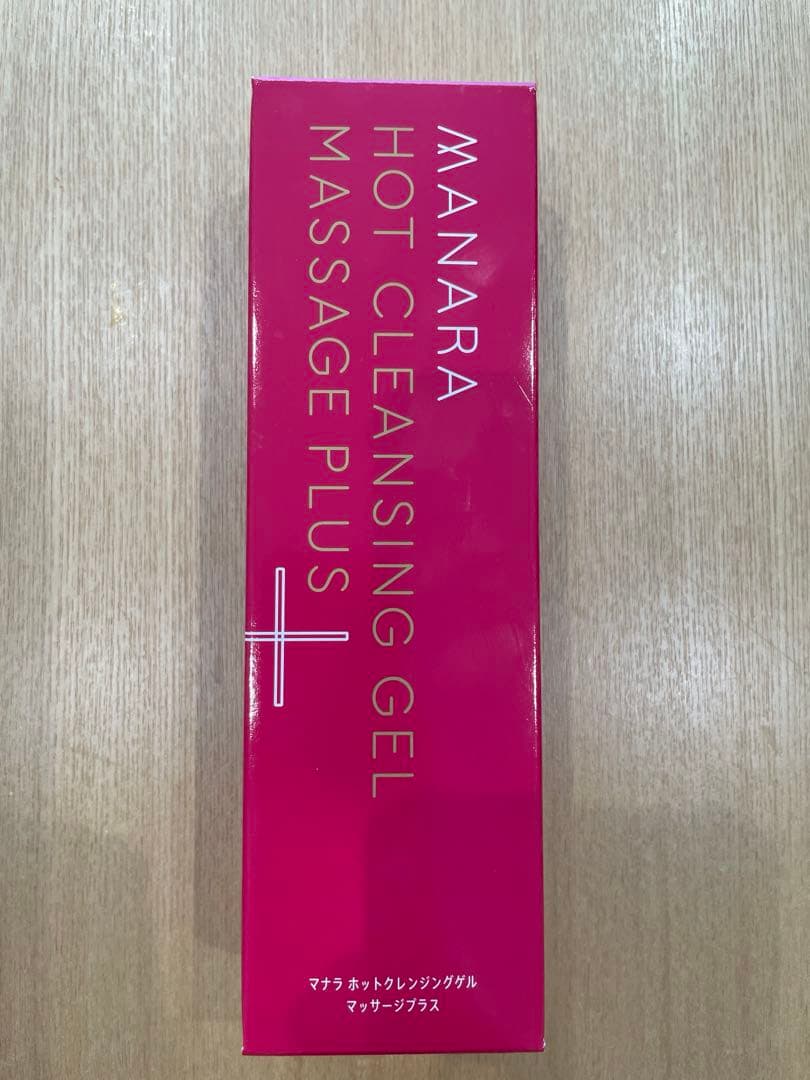 MANARA
HOT CLEANSING GEL
MASSAGE PLUS
マナラ ホットクレンジングゲル
マッサージプラス